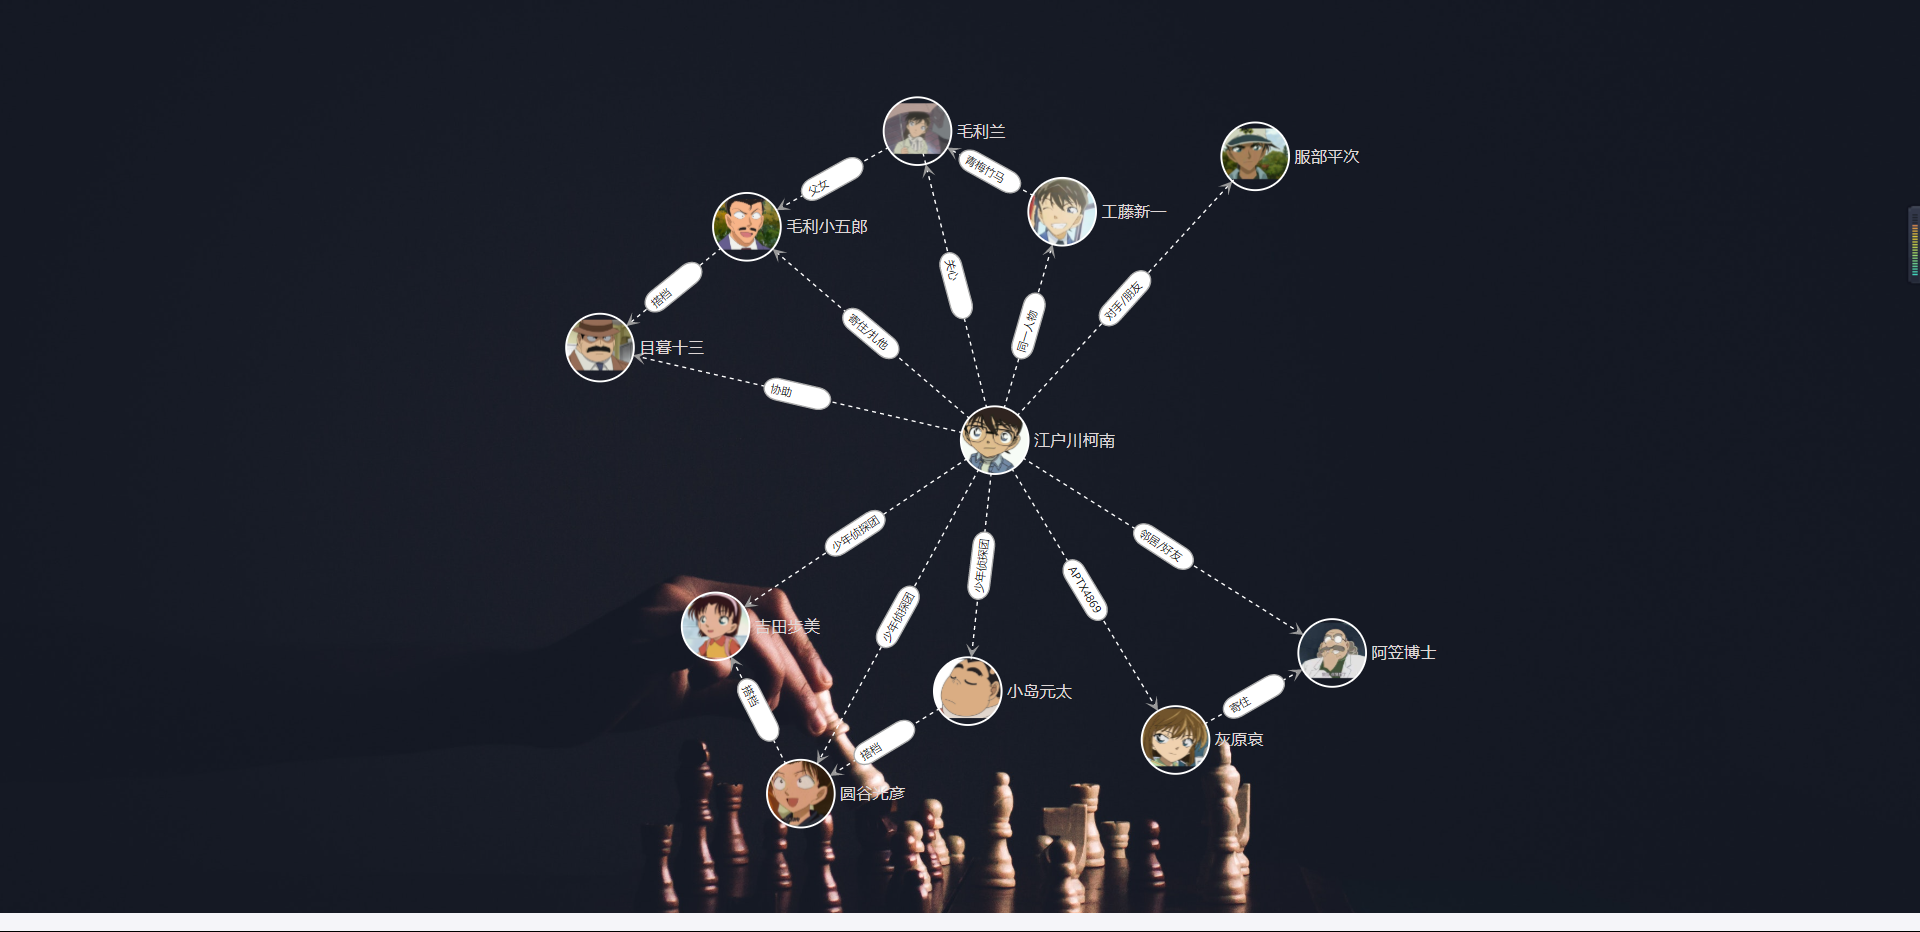 毛利兰
青梅竹马
服部平次
父女
工藤新一
毛利小五郎
关心
搭档
对手/朋友
同一人物
寄住/扎他
目暮十三
协助
江户川柯南
少年侦探团
少年侦探团
少年侦探团
邻居/好友
APTX4869
吉田步美
阿笠博士
搭档
小岛元太
寄住
灰原哀
搭档
圆谷光彦